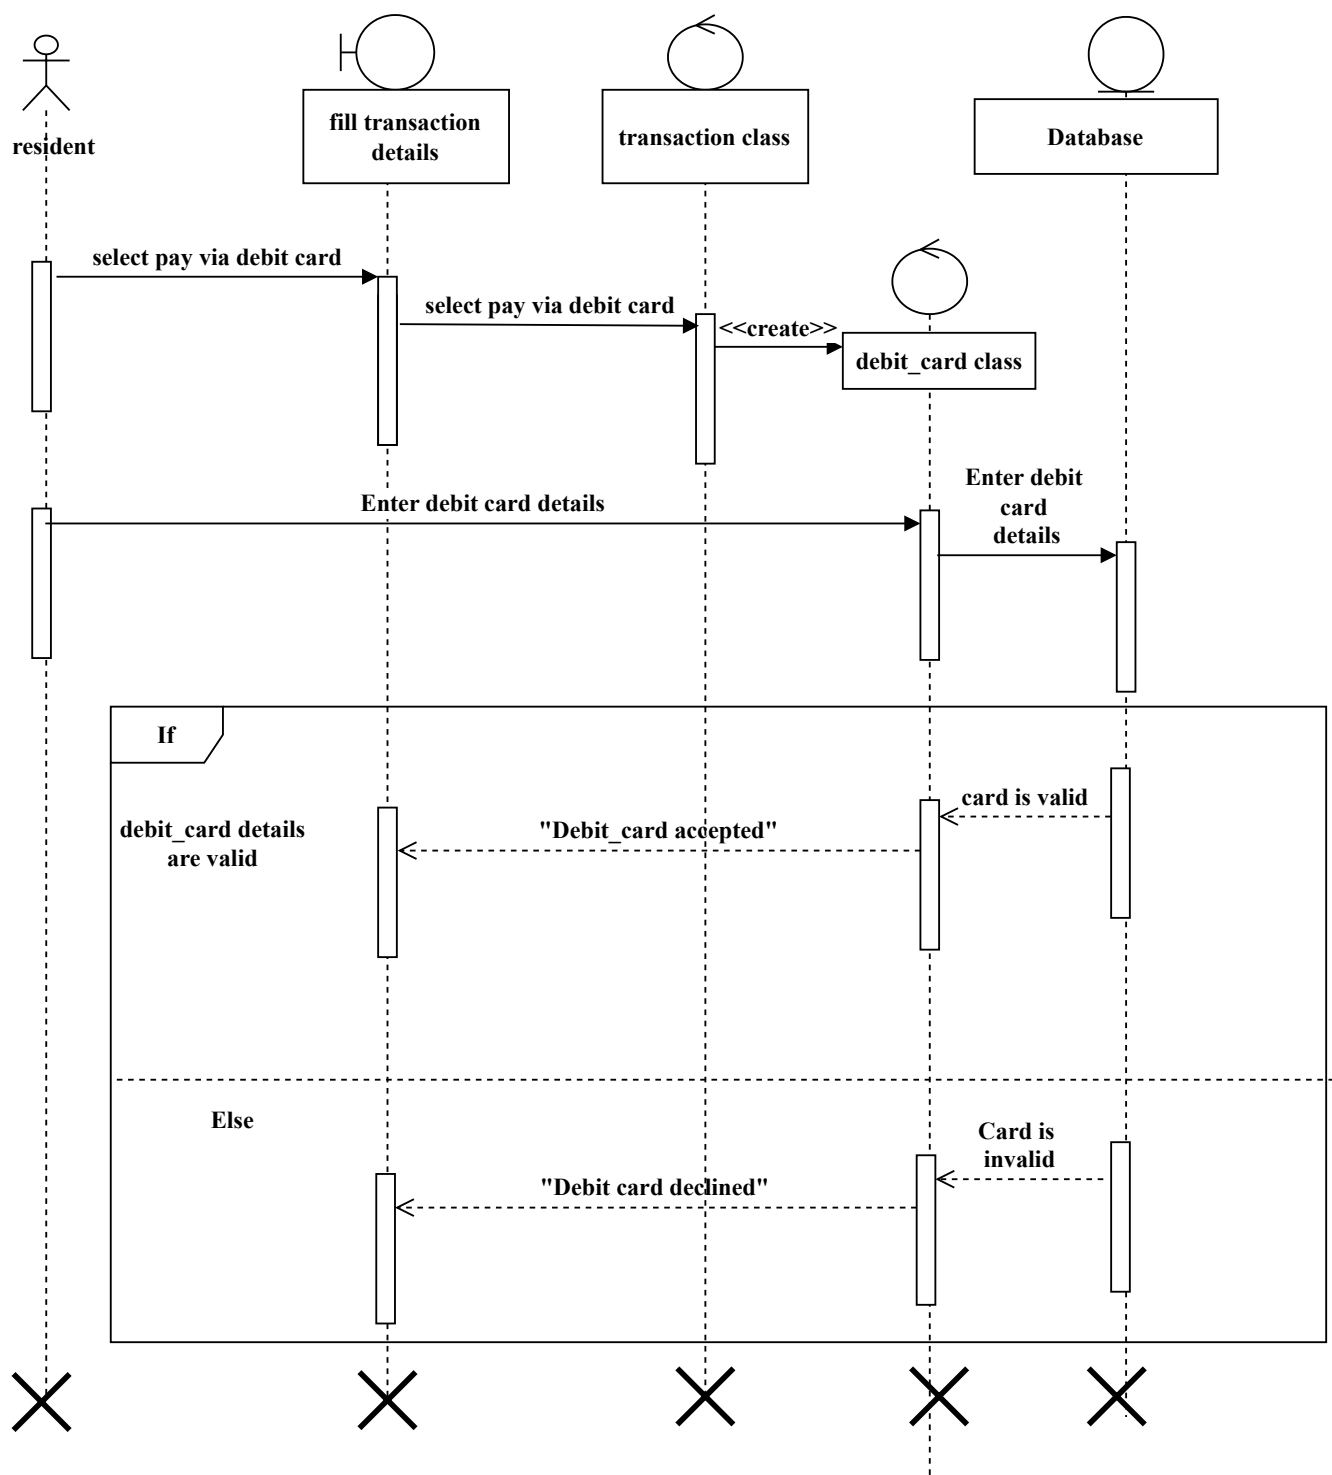 resident
fill transaction
details
transaction class
Database
select pay via debit card
select pay via debit card
<<create>>
debit_card class
Enter debit card details
Enter debit
card
details
If
debit_card details
are valid
"Debit_card accepted"
card is valid
Else
"Debit card declined"
Card is
invalid